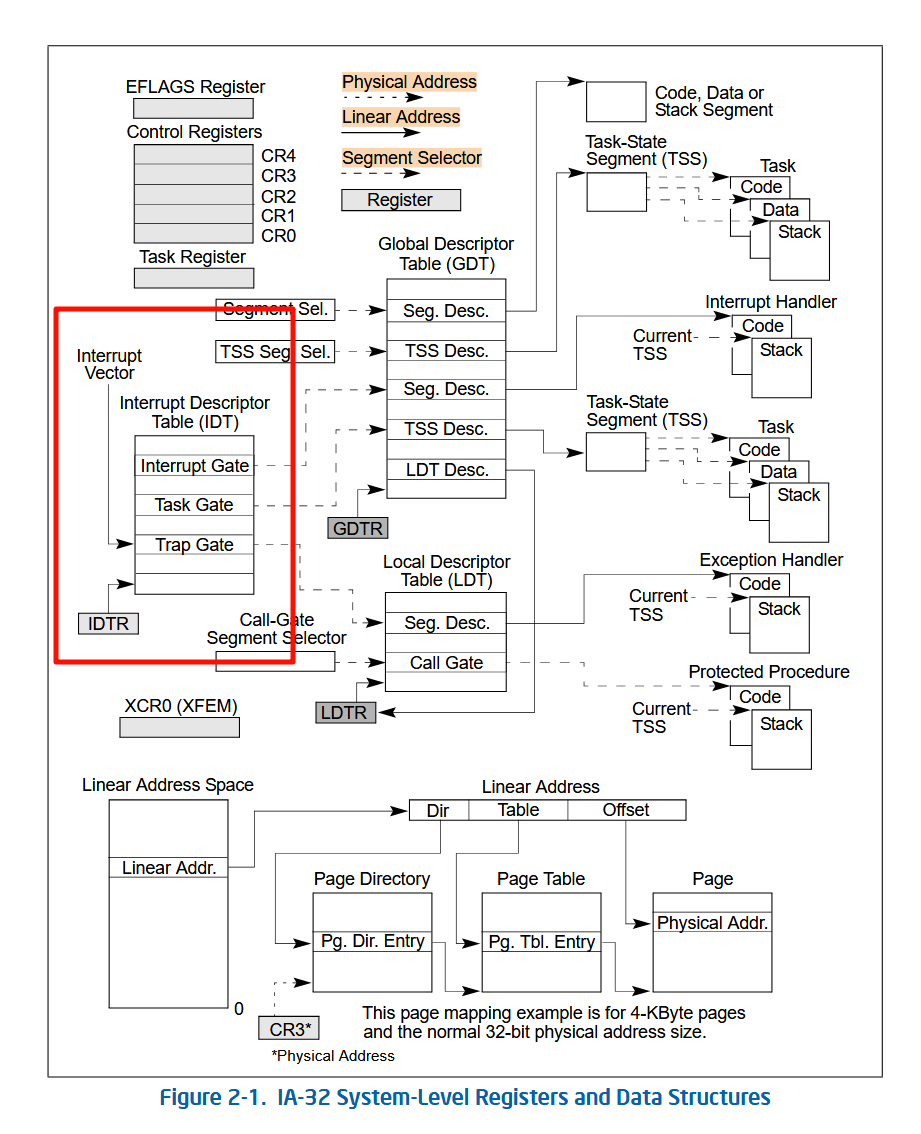 EFLAGS Register
Control Registers
CR4
CR3
CR2
CR1
CR0
Task Register
Physical Address
Linear Address
Segment Selector
Register
Global Descriptor
Table (GDT)
Segment Sel.
TSS Seg. Sel.
Seg. Desc.
TSS Desc.
Seg. Desc.
TSS Desc.
LDT Desc.
GDTR
Code, Data or
Stack Segment
Task-State
Segment (TSS)
Task
Code
Data
Stack
Interrupt Handler
Code
Current
TSS
Stack
Task-State
Segment (TSS)
Task
Code
Data
Stack
Interrupt
Vector
Interrupt Descriptor
Table (IDT)
Interrupt Gate
Task Gate
Trap Gate
IDTR
Local Descriptor
Table (LDT)
Call-Gate
Segment Selector
Seg. Desc.
Call Gate
LDTR
Exception Handler
Code
Current
TSS
Stack
Protected Procedure
Code
Current
TSS
Stack
XCR0 (XFEM)
Linear Address Space
Linear Addr.
0
Linear Address
Dir
Table
Offset
Page Directory
Pg. Dir. Entry
Page Table
Pg. Tbl. Entry
Page
Physical Addr.
CR3*
*Physical Address
This page mapping example is for 4-KByte pages
and the normal 32-bit physical address size.
Figure 2-1. IA-32 System-Level Registers and Data Structures